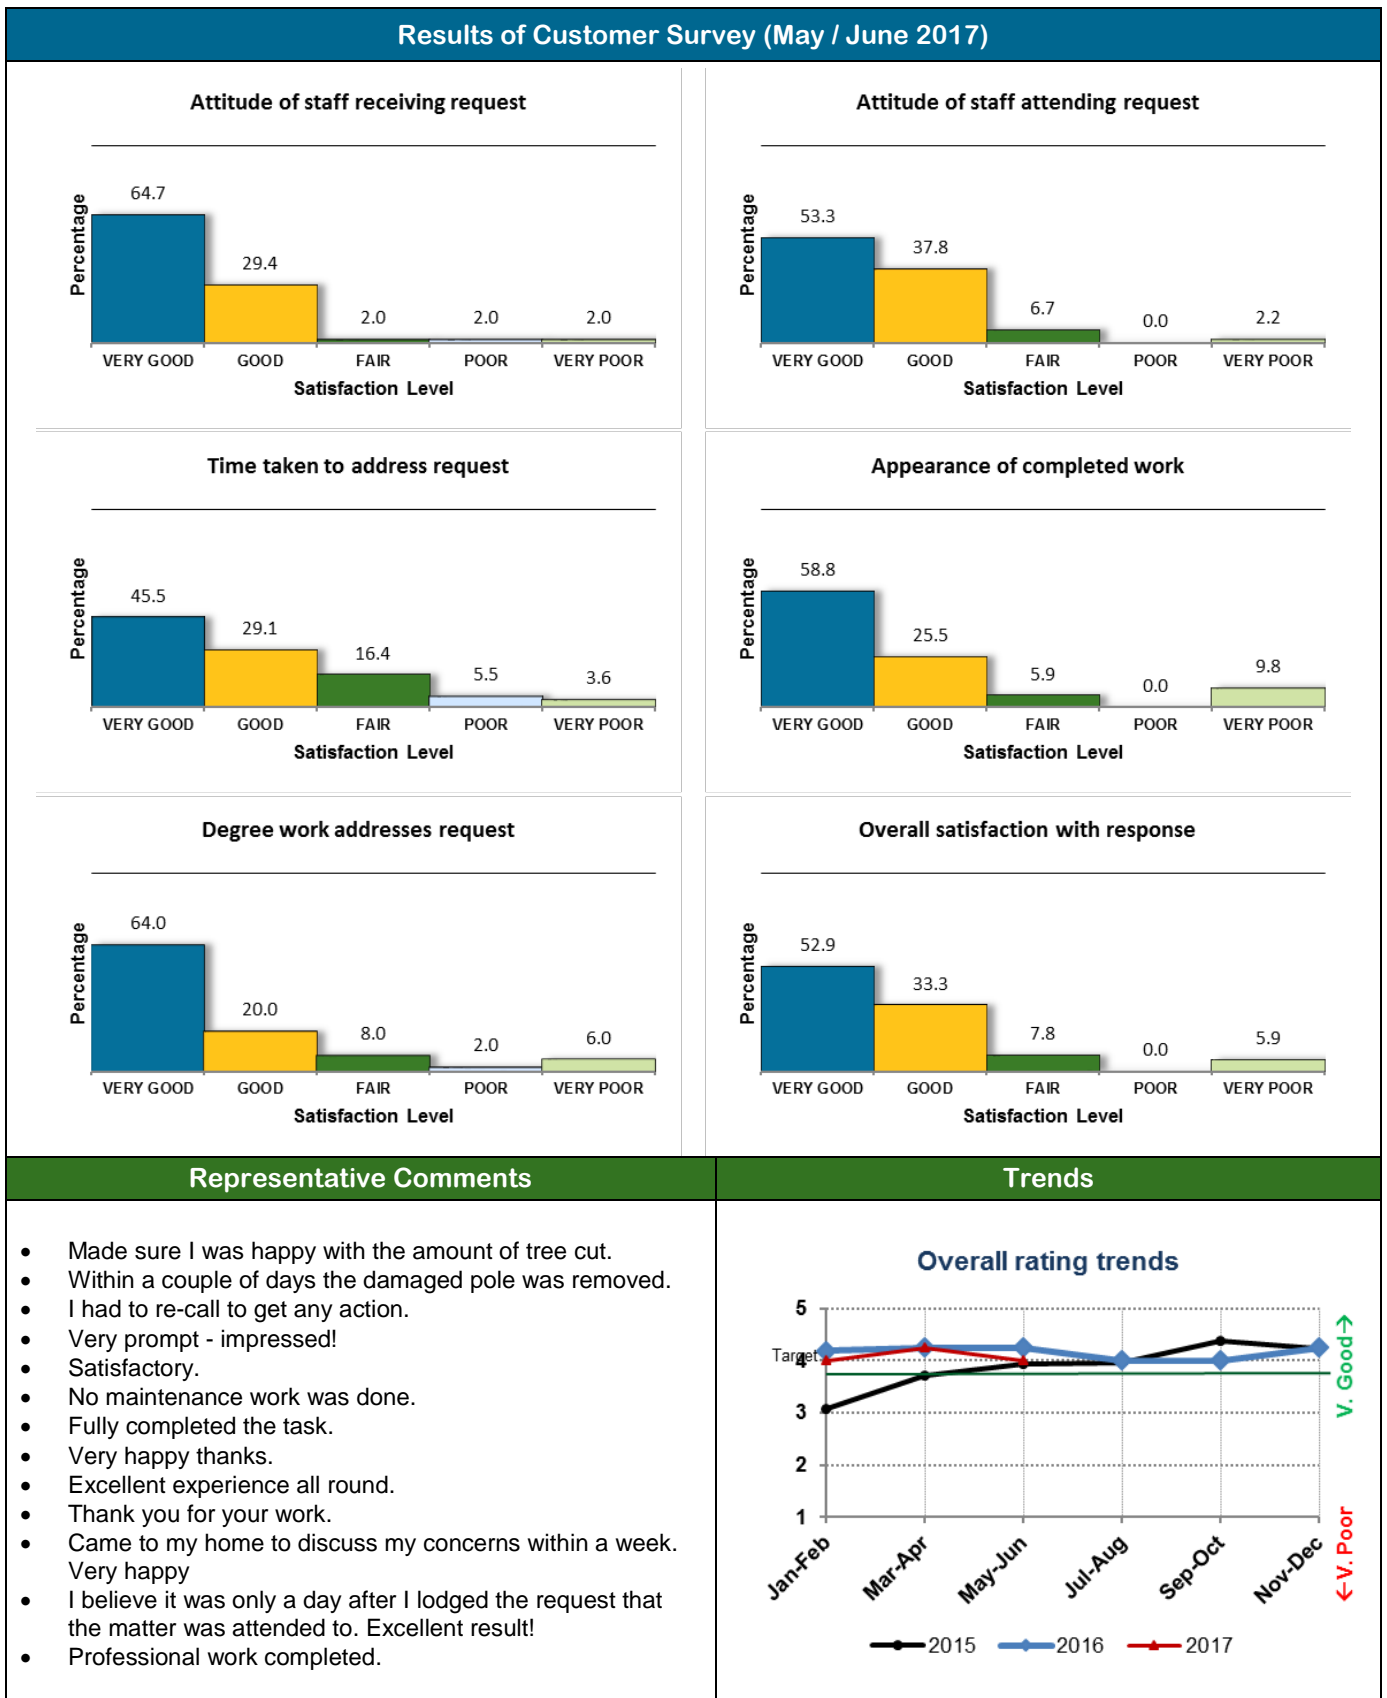 Results of Customer Survey (May / June 2017)
Attitude of staff receiving request
Percentage
64.7
29.4
2.0
2.0
2.0
VERY GOOD GOOD FAIR POOR VERY POOR
Satisfaction Level
Attitude of staff attending request
Percentage
53.3
37.8
6.7
0.0
2.2
VERY GOOD GOOD FAIR POOR VERY POOR
Satisfaction Level
Time taken to address request
Percentage
45.5
29.1
16.4
5.5
3.6
VERY GOOD GOOD FAIR POOR VERY POOR
Satisfaction Level
Appearance of completed work
Percentage
58.8
25.5
5.9
0.0
9.8
VERY GOOD GOOD FAIR POOR VERY POOR
Satisfaction Level
Degree work addresses request
Percentage
64.0
20.0
8.0
2.0
6.0
VERY GOOD GOOD FAIR POOR VERY POOR
Satisfaction Level
Overall satisfaction with response
Percentage
52.9
33.3
7.8
0.0
5.9
VERY GOOD GOOD FAIR POOR VERY POOR
Satisfaction Level
Representative Comments
• Made sure I was happy with the amount of tree cut.
• Within a couple of days the damaged pole was removed.
• I had to re-call to get any action.
• Very prompt - impressed!
• Satisfactory.
• No maintenance work was done.
• Fully completed the task.
• Very happy thanks.
• Excellent experience all round.
• Thank you for your work.
• Came to my home to discuss my concerns within a week.
Very happy
• I believe it was only a day after I lodged the request that
the matter was attended to. Excellent result!
• Professional work completed.
Trends
Overall rating trends
5
Target
4
3
2
1
Jan-Feb Mar-Apr May-Jun Jul-Aug Sep-Oct Nov-Dec
V. Good→
←V. Poor
2015 2016 2017